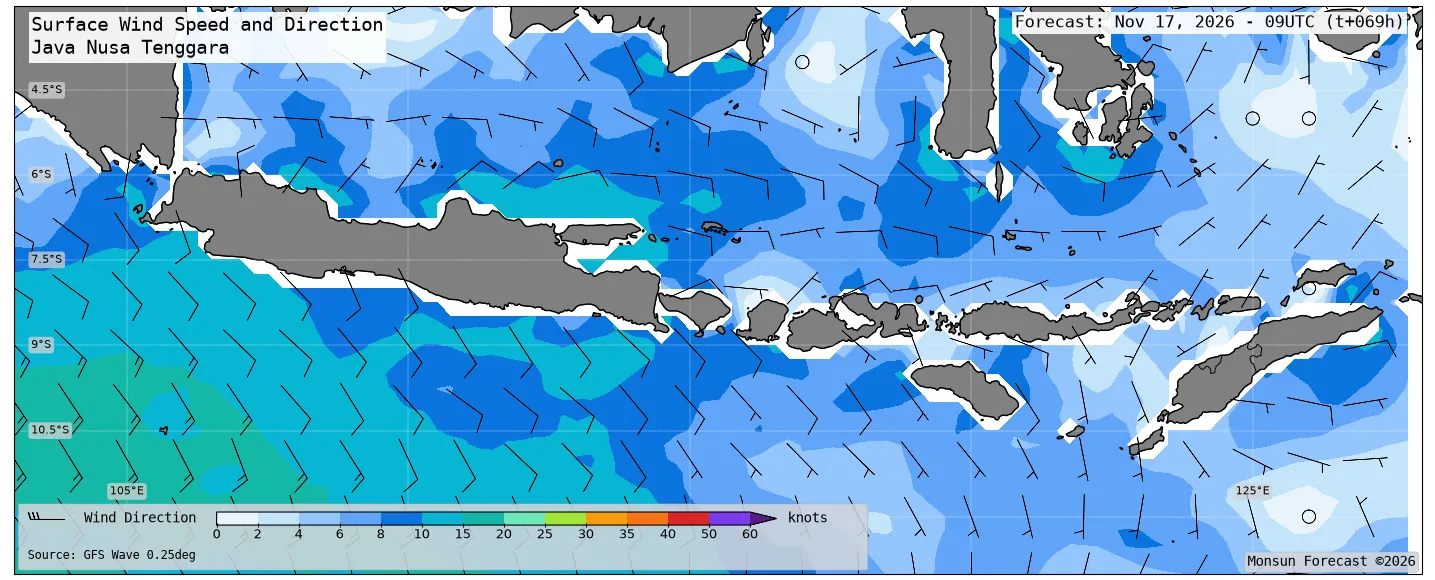 Surface Wind Speed and Direction
Java Nusa Tenggara
Forecast: Nov 17, 2026 - 09UTC (t+069h)
4.5°S
6°S
7.5°S
9°S
10.5°S
105°E
125°E
Wind Direction
0 2 4 6 8 10 15 20 25 30 35 40 50 60
knots
Source: GFS Wave 0.25deg
Monsun Forecast ©2026